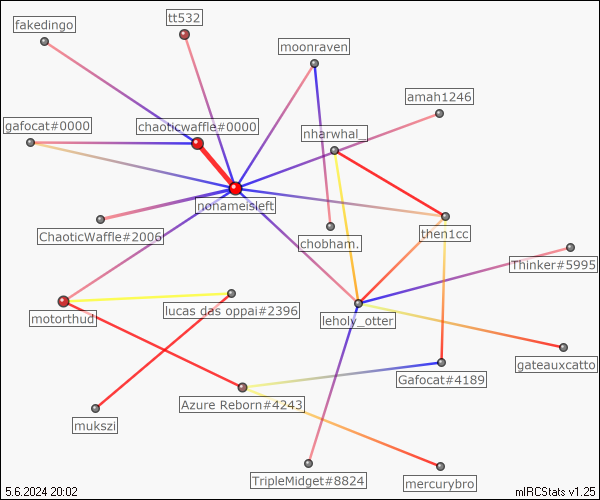 fakedingo
tt532
moonraven
amah1246
gafocat#0000
chaoticwaffle#0000
nharwhal_
nonameisleft
ChaoticWaffle#2006
chobham.
then1cc
Thinker#5995
motorthud
lucas das oppai#2396
leholy_otter
gateauxcatto
Gafocat#4189
Azure Reborn#4243
mukszi
TripleMidget#8824
mercurybro
5.6.2024 20:02
mIRCStats v1.25